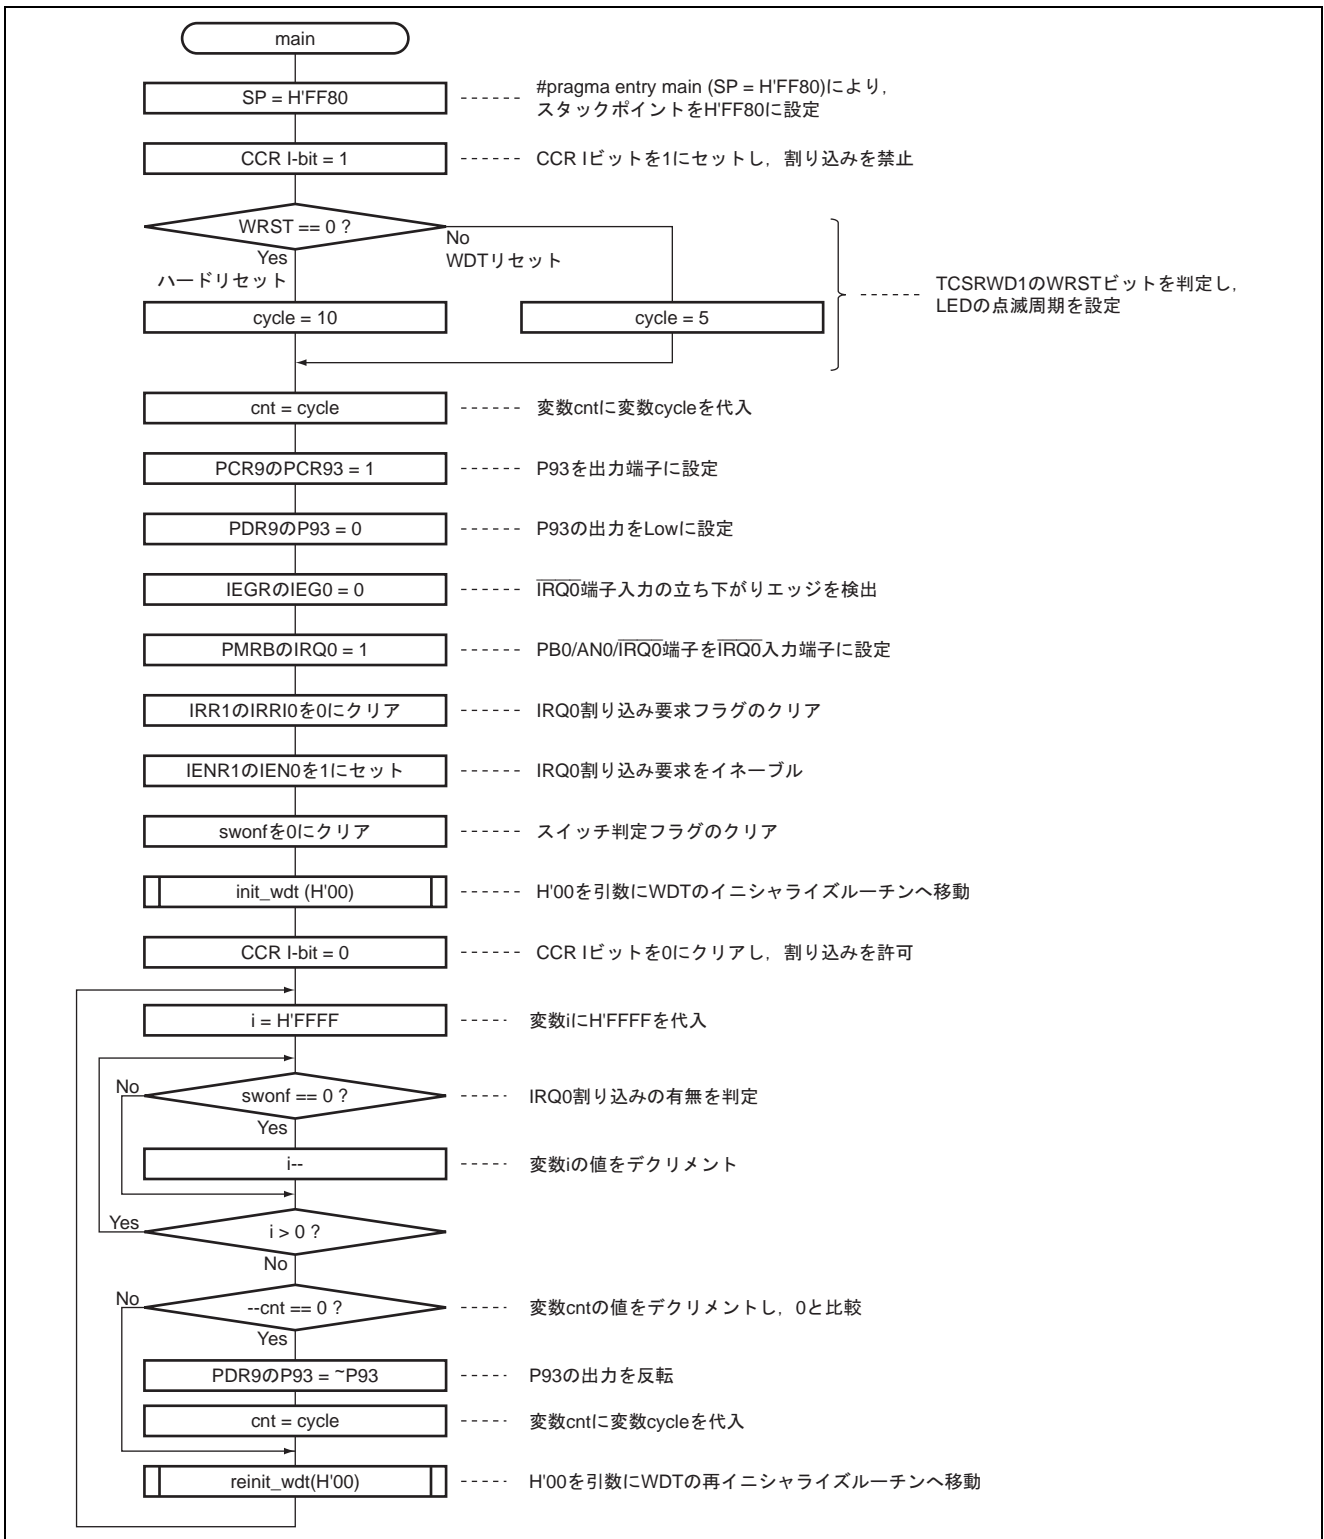 main
SP = H'FF80
#pragma entry main (SP = H'FF80)により，
スタックポイントをH'FF80に設定
CCR I-bit = 1
CCR Iビットを1にセットし，割り込みを禁止
WRST == 0 ?
No
WDTリセット
Yes
ハードリセット
TCSRWD1のWRSTビットを判定し，
LEDの点滅周期を設定
cycle = 10
cycle = 5
cnt = cycle
変数cntに変数cycleを代入
PCR9のPCR93 = 1
P93を出力端子に設定
PDR9のP93 = 0
P93の出力をLowに設定
IEGRのIEG0 = 0
IRQ0端子入力の立ち下がりエッジを検出
PMRBのIRQ0 = 1
PB0/AN0/IRQ0端子をIRQ0入力端子に設定
IRR1のIRRI0を0にクリア
IRQ0割り込み要求フラグのクリア
IENR1のIEN0を1にセット
IRQ0割り込み要求をイネーブル
swonfを0にクリア
スイッチ判定フラグのクリア
init_wdt (H'00)
H'00を引数にWDTのイニシャライズルーチンへ移動
CCR I-bit = 0
CCR Iビットを0にクリアし，割り込みを許可
i = H'FFFF
変数iにH'FFFFを代入
No
swonf == 0 ?
IRQ0割り込みの有無を判定
Yes
i--
変数iの値をデクリメント
Yes
i > 0 ?
No
No
--cnt == 0 ?
変数cntの値をデクリメントし，0と比較
Yes
PDR9のP93 = ~P93
P93の出力を反転
cnt = cycle
変数cntに変数cycleを代入
reinit_wdt(H'00)
H'00を引数にWDTの再イニシャライズルーチンへ移動